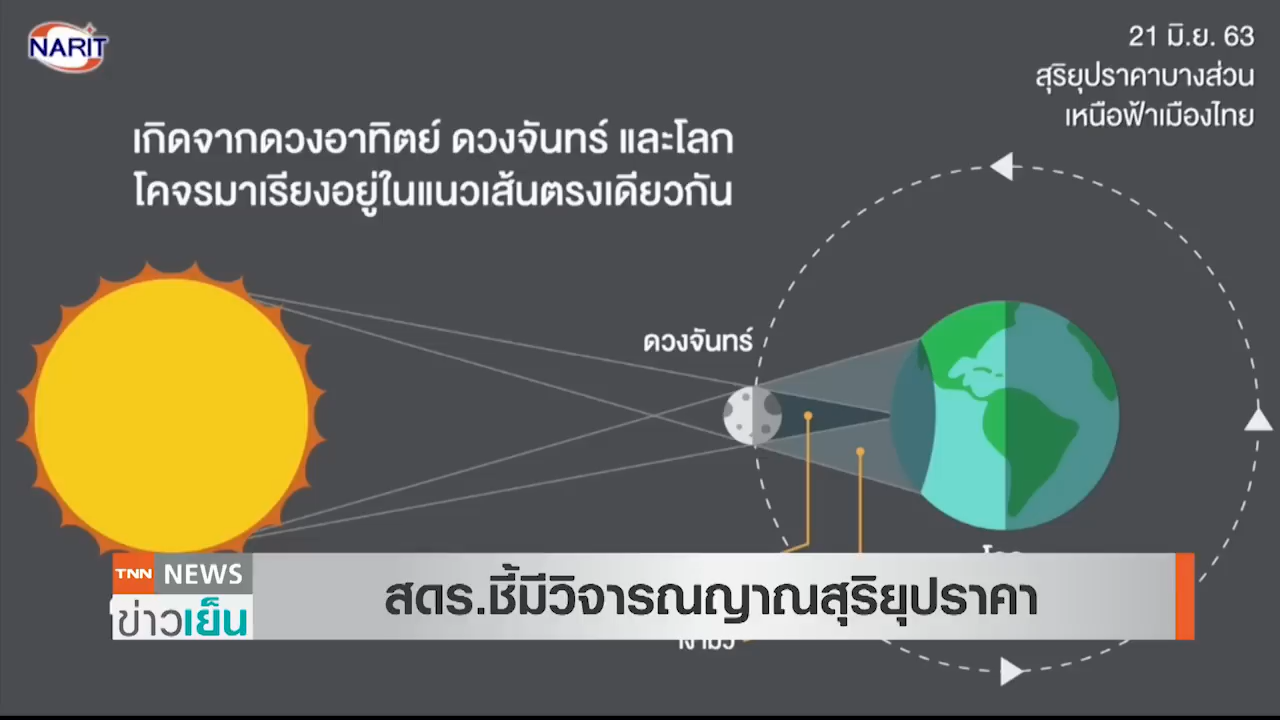 NARIT
21 มิ.ย. 63
สุริยุปราคาบางส่วน
เหนือฟ้าเมืองไทย
เกิดจากดวงอาทิตย์ ดวงจันทร์ และโลก
โคจรมาเรียงอยู่ในแนวเส้นตรงเดียวกัน
ดวงจันทร์
TNN NEWS
ข่าวเย็น
สดร.ชี้มีวิจารณญาณสุริยุปราคา